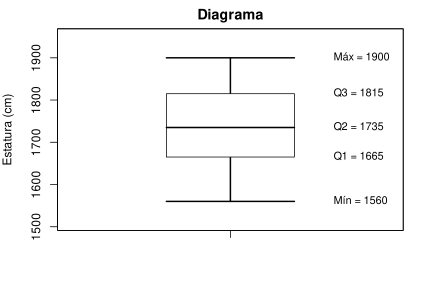 Diagrama
Estatura (cm)
1900
1800
1700
1600
1500
Máx = 1900
Q3 = 1815
Q2 = 1735
Q1 = 1665
Mín = 1560